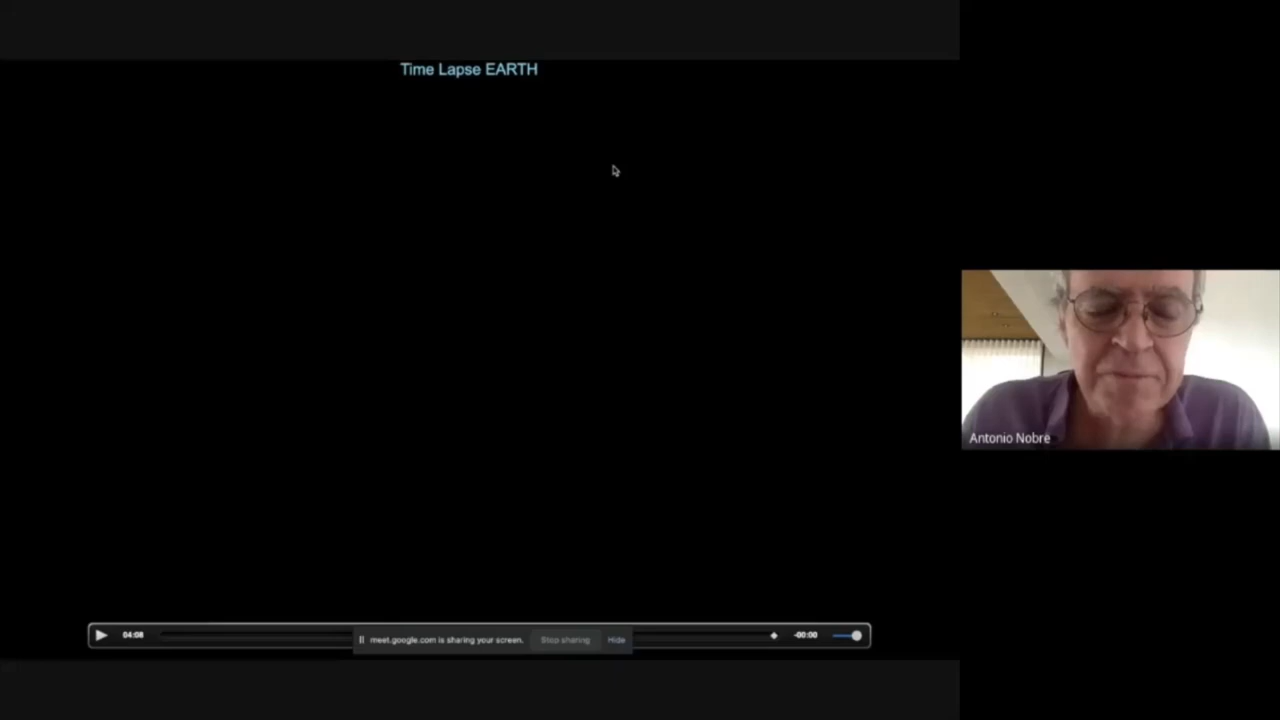 Time Lapse EARTH
Antonio Nobre
04:08
-00:00
meet.google.com is sharing your screen.
Stop sharing
Hide